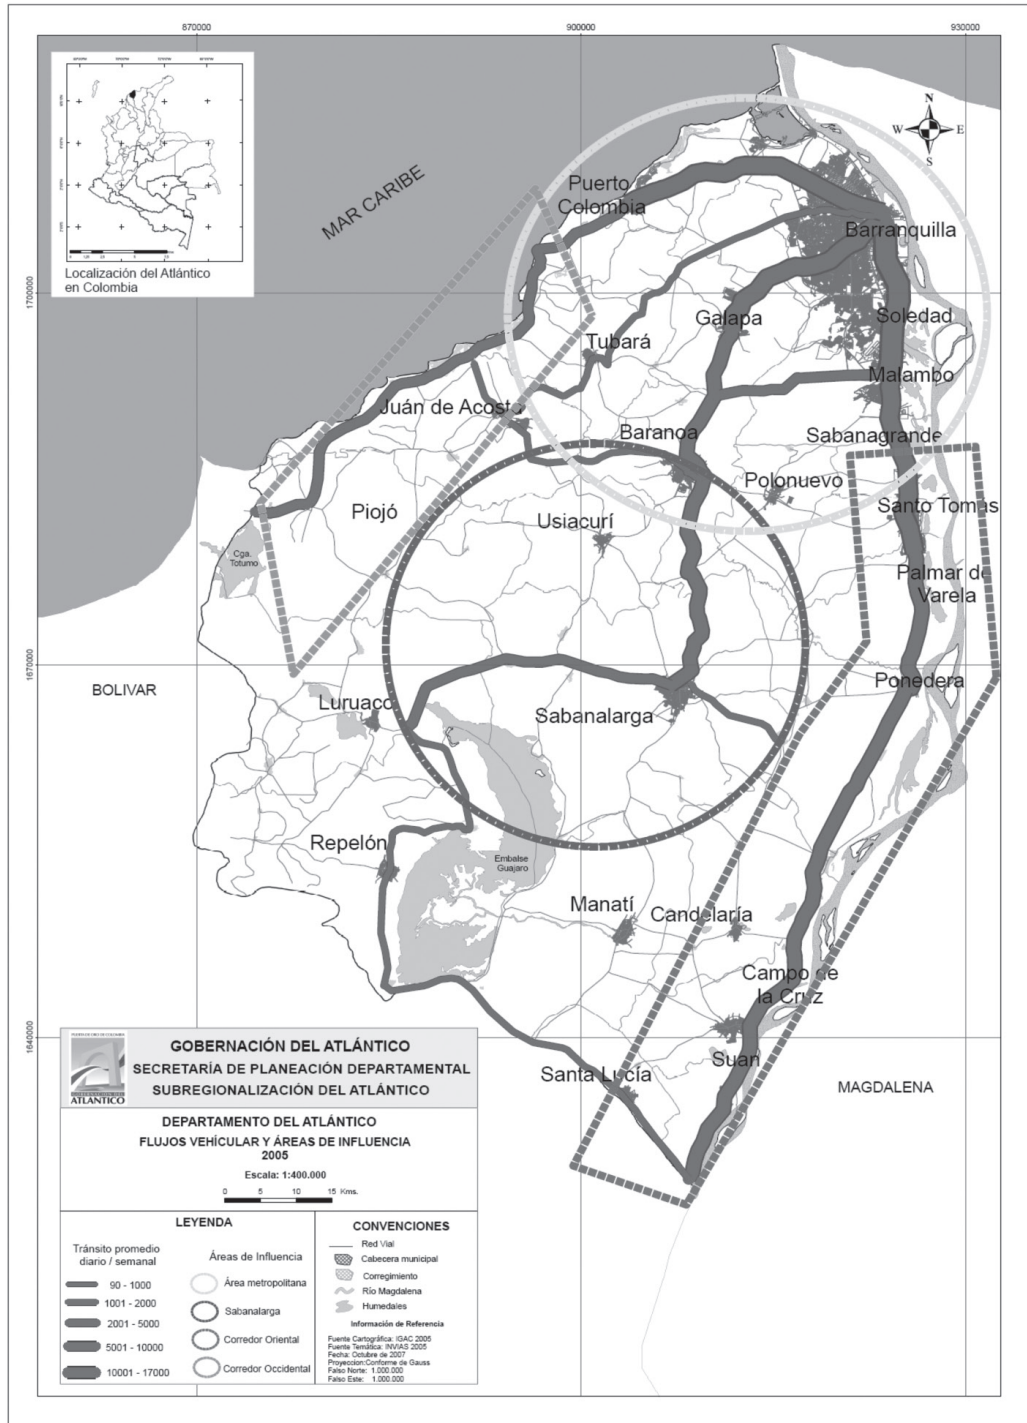 870000
900000
930000
N
W
E
S
MAR CARIBE
Localización del Atlántico
en Colombia
1700000
1670000
1640000
Puerto
Colombia
Barranquilla
Galapa
Soledad
Tubará
Malambo
Juán de Acosta
Baranoa
Sabanagrande
Polonuevo
Piojó
Usiacurí
Santo Tomas
Cga.
Totumo
Palmar de
Varela
BOLIVAR
Ponedera
Luruaco
Sabanalarga
Repelón
Embalse
Guajaro
Manatí
Candelaría
Campo de
la Cruz
Suan
Santa Lucía
MAGDALENA
ATLANTICO
GOBERNACIÓN DEL ATLÁNTICO
SECRETARÍA DE PLANEACIÓN DEPARTAMENTAL
SUBREGIONALIZACIÓN DEL ATLÁNTICO
DEPARTAMENTO DEL ATLÁNTICO
FLUJOS VEHÍCULAR Y ÁREAS DE INFLUENCIA
2005
Escala: 1:400.000
0 5 10 15 Kms.
LEYENDA
Tránsito promedio
diario / semanal
90 - 1000
1001 - 2000
2001 - 5000
5001 - 10000
10001 - 17000
Áreas de Influencia
Área metropolitana
Sabanalarga
Corredor Oriental
Corredor Occidental
CONVENCIONES
Red Vial
Cabecera municipal
Corregimiento
Río Magdalena
Humedales
Información de Referencia
Fuente Cartográfica: IGAC 2005
Fuente Temática: INVIAS 2005
Fecha: Octubre de 2007
Proyeccion:Conforme de Gauss
Falso Norte: 1.000.000
Falso Este: 1.000.000